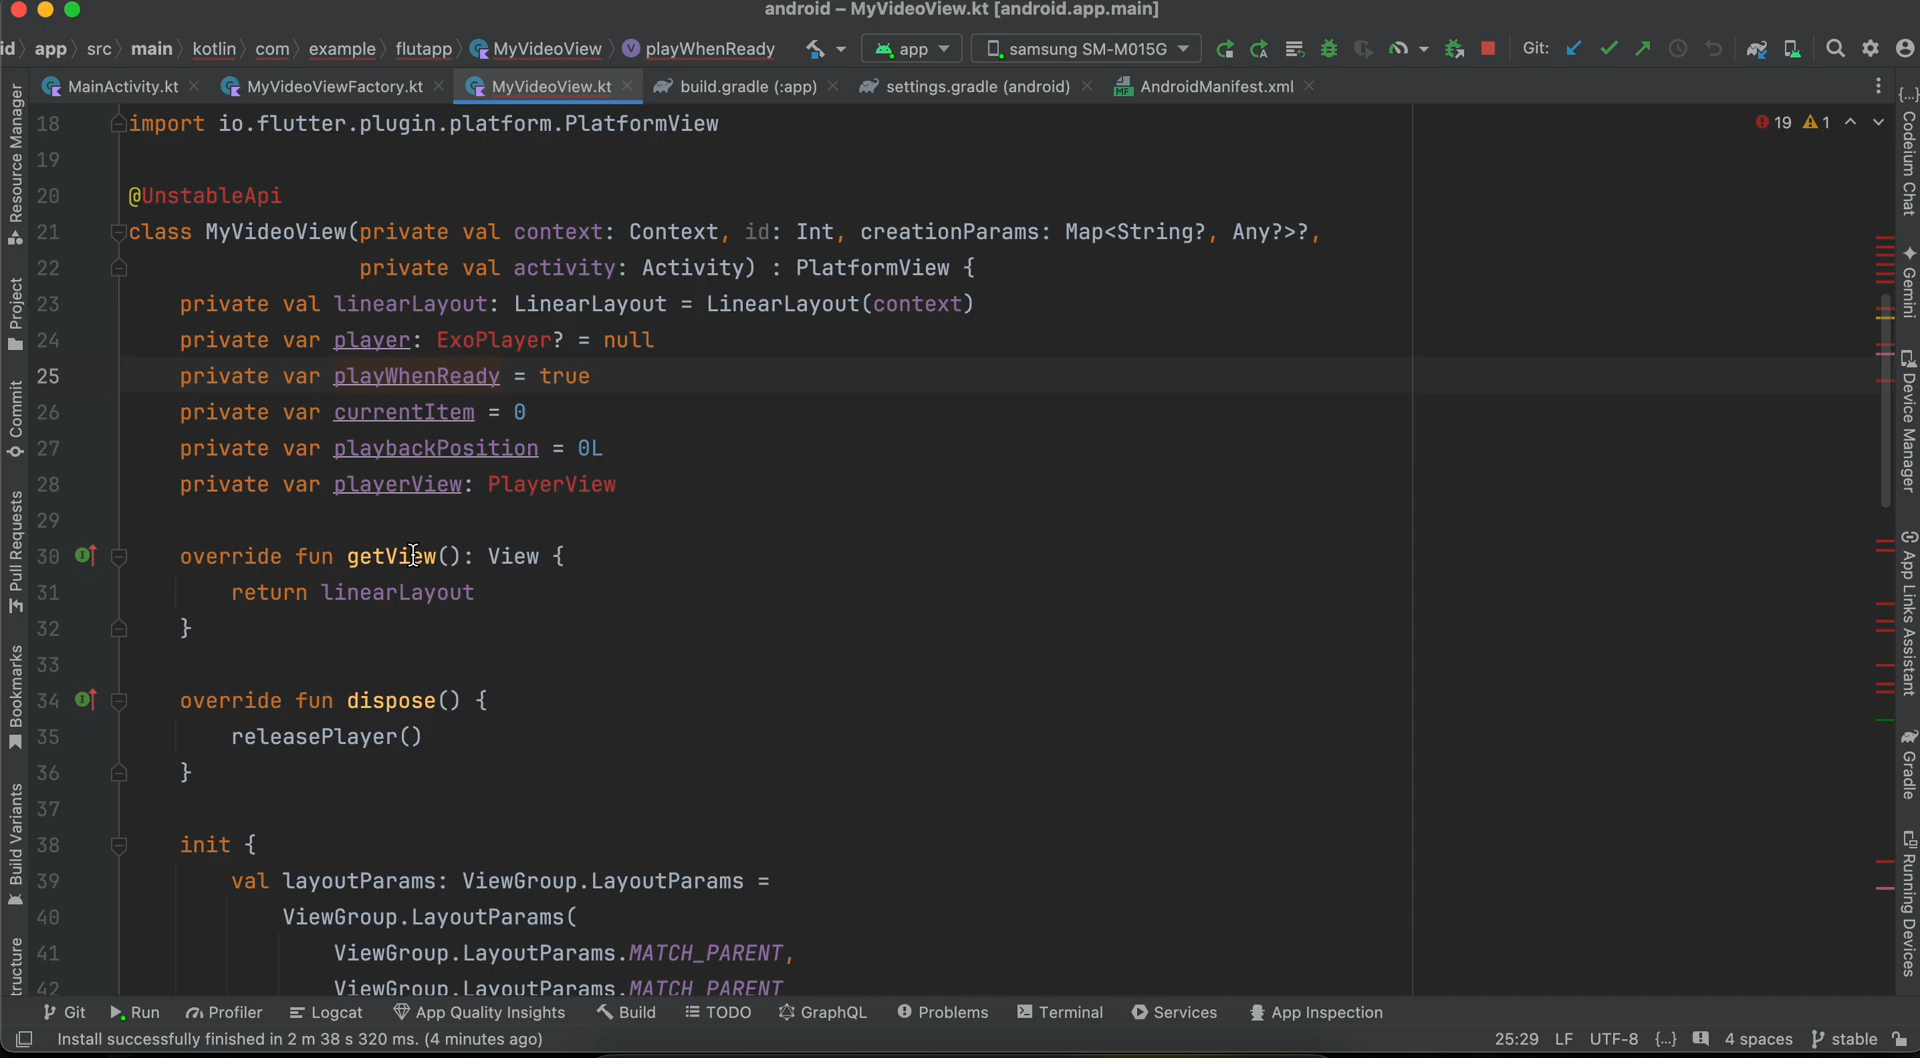 android – MyVideoView.kt [android.app.main]
id app src main kotlin com example flutapp MyVideoView playWhenReady app samsung SM-M015G Git:
MainActivity.kt MyVideoViewFactory.kt MyVideoView.kt build.gradle (:app) settings.gradle (android) AndroidManifest.xml
18 import io.flutter.plugin.platform.PlatformView
19 1
19
20 @UnstableApi
21 class MyVideoView(private val context: Context, id: Int, creationParams: Map<String?, Any?>?,
22 private val activity: Activity) : PlatformView {
23 private val linearLayout: LinearLayout = LinearLayout(context)
24 private var player: ExoPlayer? = null
25 private var playWhenReady = true
26 private var currentItem = 0
27 private var playbackPosition = 0L
28 private var playerView: PlayerView
29
30 override fun getView(): View {
31 return linearLayout
32 }
33
34 override fun dispose() {
35 releasePlayer()
36 }
37
38 init {
39 val layoutParams: ViewGroup.LayoutParams =
40 ViewGroup.LayoutParams(
41 ViewGroup.LayoutParams.MATCH_PARENT,
42 ViewGroup.LayoutParams.MATCH_PARENT
Resource Manager
Project
Commit
Pull Requests
Bookmarks
Build Variants
tructure
{...}
Codeium Chat
Gemini
Device Manager
App Links Assistant
Gradle
Running Devices
Git Run Profiler Logcat App Quality Insights Build TODO GraphQL Problems Terminal Services App Inspection
Install successfully finished in 2 m 38 s 320 ms. (4 minutes ago) 25:29 LF UTF-8 {...} 4 spaces stable